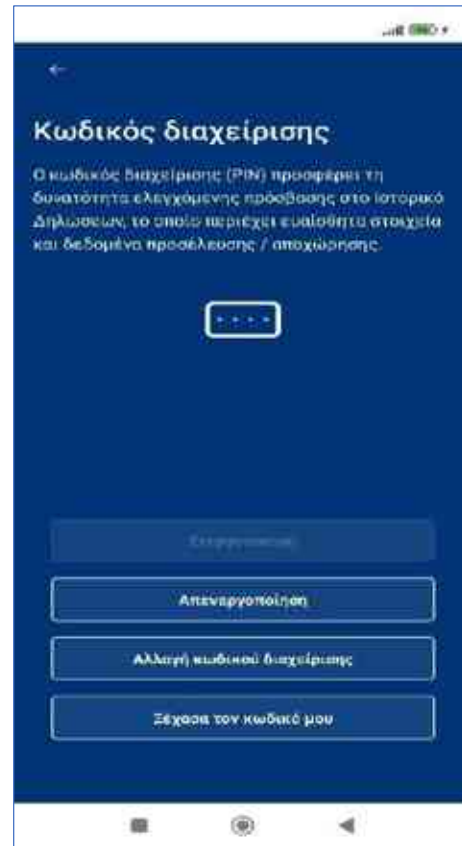 Κωδικός διαχείρισης
Ο κωδικός διαχείρισης (PIN) προσφέρει τη
δυνατότητα ελεγχόμενης πρόσβασης στο Ιστορικό
Δηλώσεων, το οποίο περιέχει ευαίσθητα στοιχεία
και δεδομένα προσέλευσης / αποχώρησης.
Ενεργοποίηση
Απενεργοποίηση
Αλλαγή κωδικού διαχείρισης
Ξέχασα τον κωδικό μου